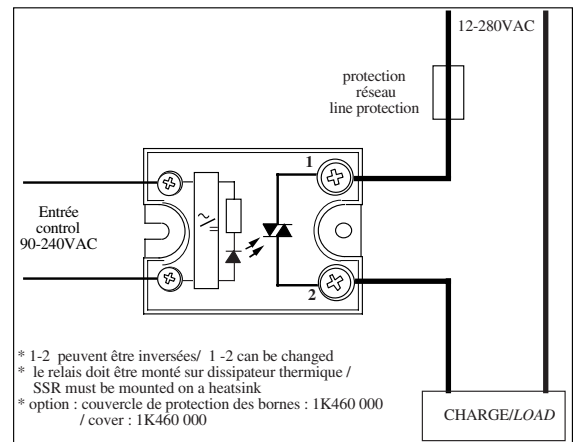 12-280VAC
protection
réseau
line protection
1
Entrée
control
90-240VAC
~/=
2
* 1-2 peuvent être inversées/ 1 -2 can be changed
* le relais doit être monté sur dissipateur thermique /
SSR must be mounted on a heatsink
* option : couvercle de protection des bornes : 1K460 000
/ cover : 1K460 000
CHARGE/LOAD